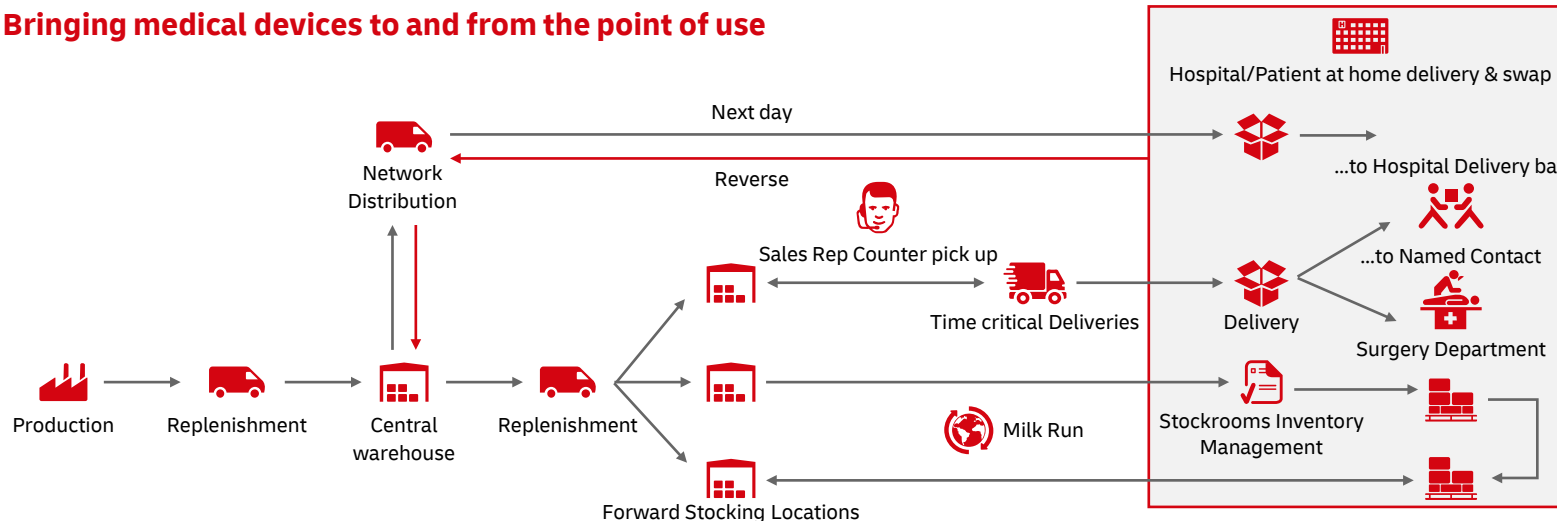 Bringing medical devices to and from the point of use
H
Hospital/Patient at home delivery & swap
Next day
Network
Distribution
Reverse
...to Hospital Delivery ba
Sales Rep Counter pick up
...to Named Contact
Time critical Deliveries
Delivery
Surgery Department
Production
Replenishment
Central
warehouse
Replenishment
Milk Run
Stockrooms Inventory
Management
Forward Stocking Locations